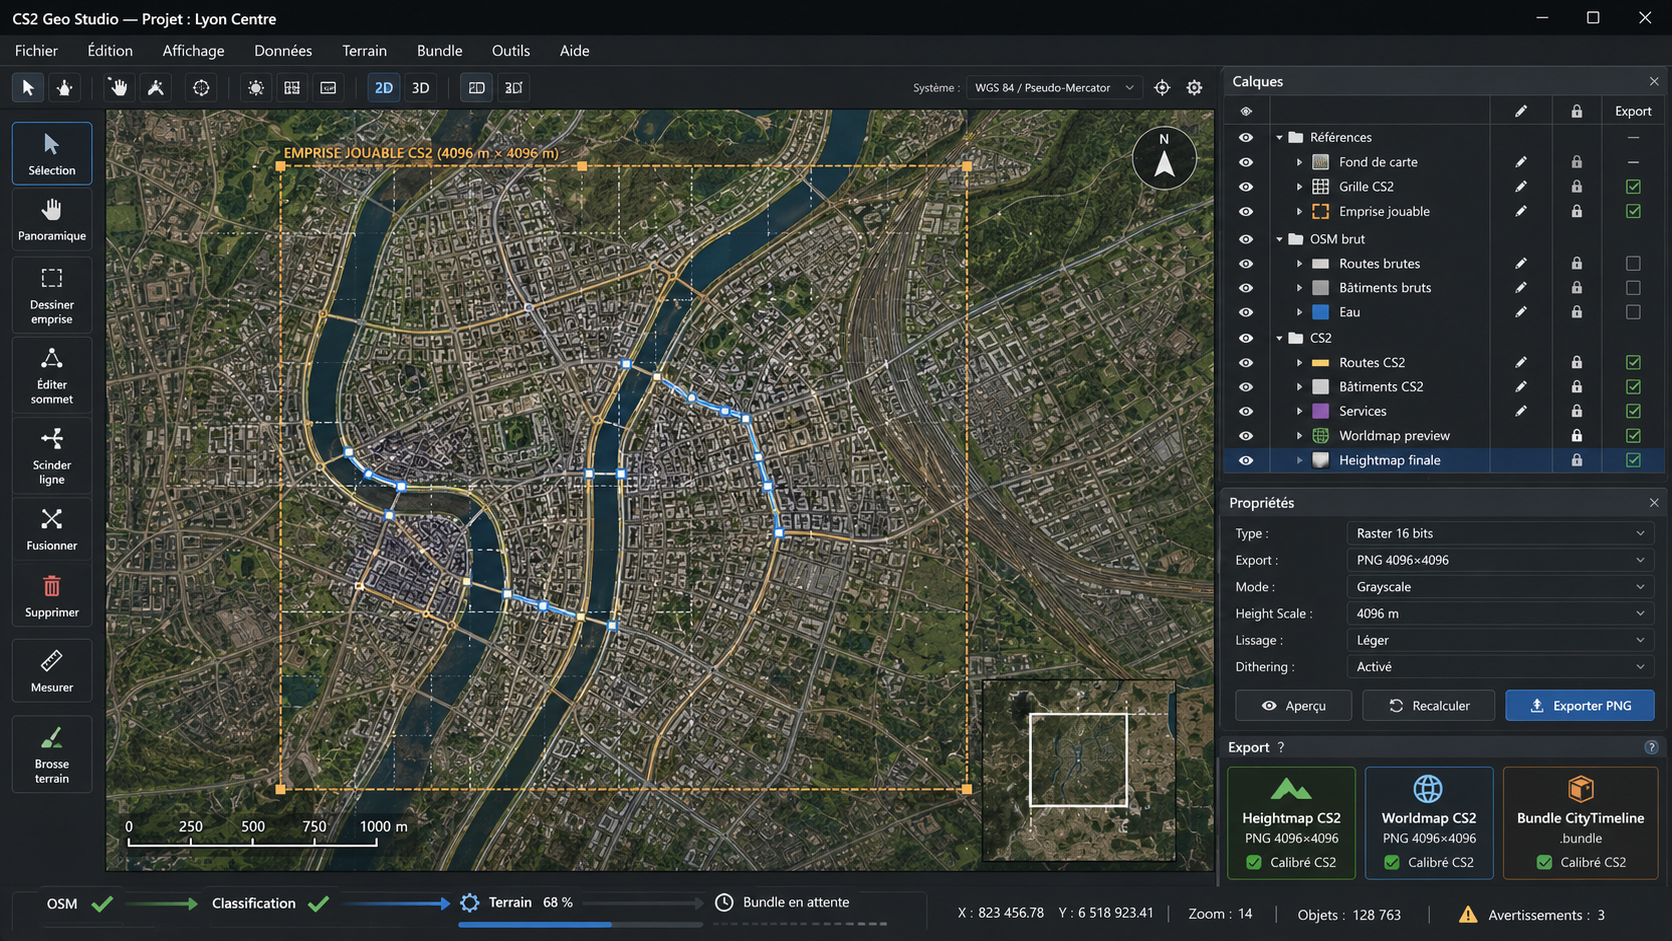 CS2 Geo Studio — Projet : Lyon Centre
Fichier Édition Affichage Données Terrain Bundle Outils Aide
2D 3D
Système : WGS 84 / Pseudo-Mercator
Sélection
Panoramique
Dessiner
emprise
Éditer
sommet
Scinder
ligne
Fusionner
Supprimer
Mesurer
Brosse
terrain
EMPRISE JOUABLE CS2 (4096 m × 4096 m)
N
0 250 500 750 1000 m
Calques
Export
Références
Fond de carte
Grille CS2
Emprise jouable
OSM brut
Routes brutes
Bâtiments bruts
Eau
CS2
Routes CS2
Bâtiments CS2
Services
Worldmap preview
Heightmap finale
Propriétés
Type : Raster 16 bits
Export : PNG 4096×4096
Mode : Grayscale
Height Scale : 4096 m
Lissage : Léger
Dithering : Activé
Aperçu Recalculer Exporter PNG
Export ? ?
Heightmap CS2
PNG 4096×4096
Calibré CS2
Worldmap CS2
PNG 4096×4096
Calibré CS2
Bundle CityTimeline
.bundle
Calibré CS2
OSM Classification Terrain 68 % Bundle en attente
X : 823 456.78 Y : 6 518 923.41 Zoom : 14 Objets : 128 763 Avertissements : 3